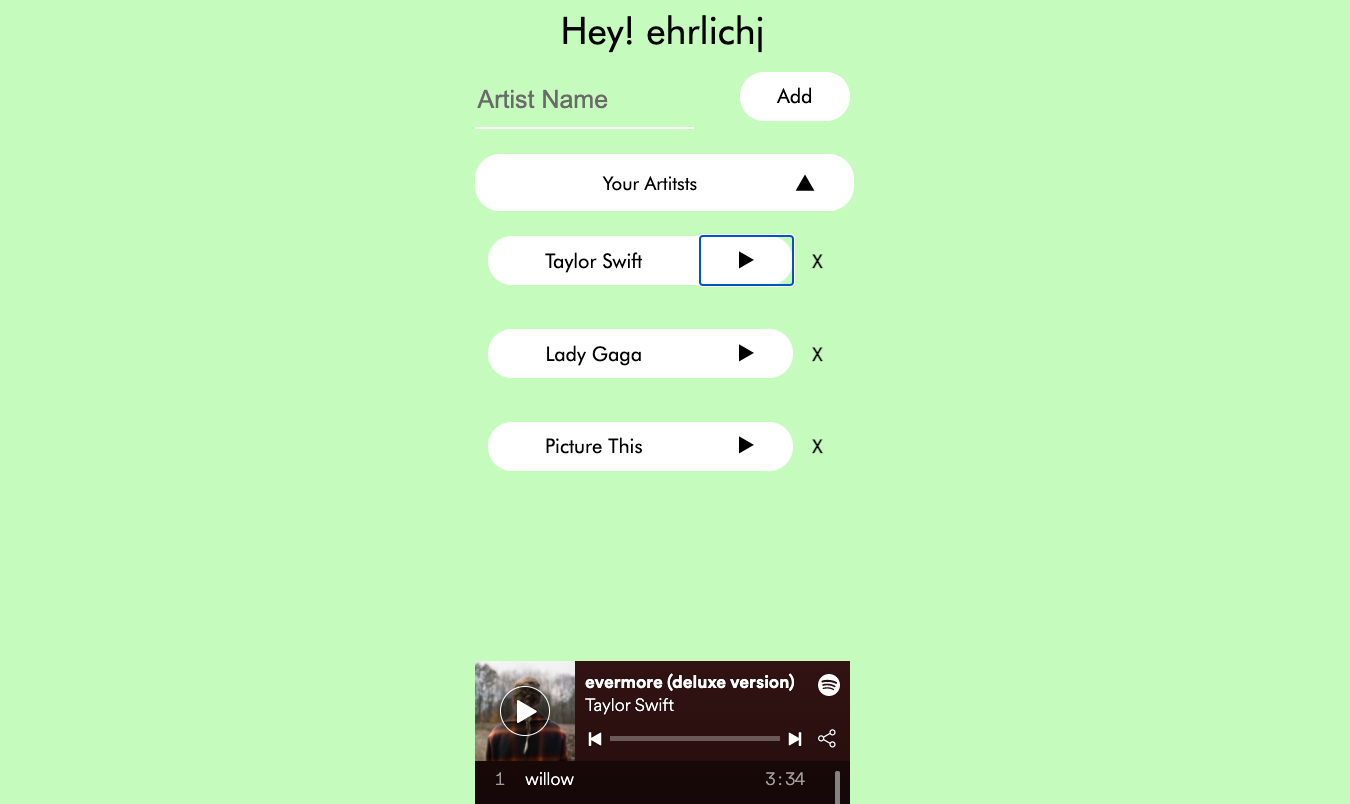 Hey! ehrlichj
Artist Name
Add
Your Artitsts
Taylor Swift X
Lady Gaga X
Picture This X
evermore (deluxe version)
Taylor Swift
1 willow 3:34